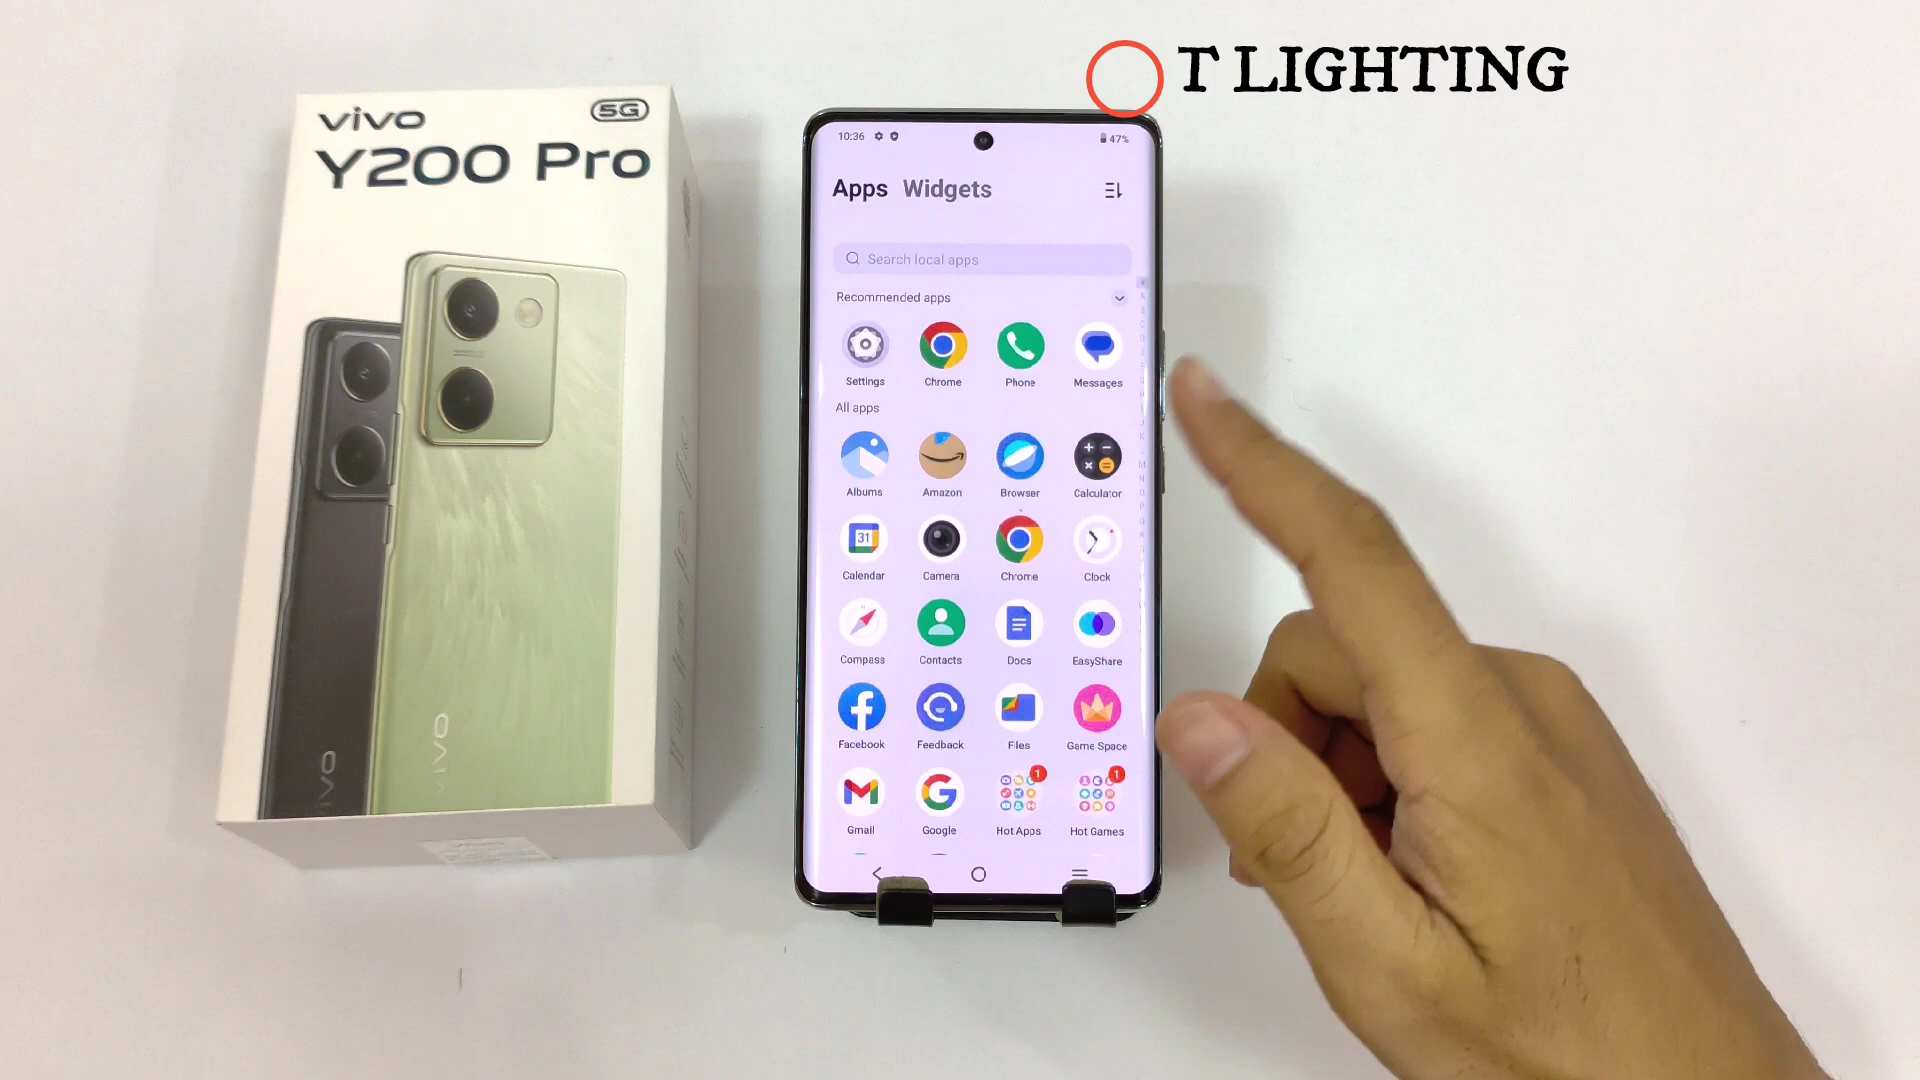 T LIGHTING
vivo
5G
Y200 Pro
vivo
vivo
10:36
47%
Apps Widgets
Search local apps
Recommended apps
Settings Chrome Phone Messages
All apps
Albums Amazon Browser Calculator
31
Calendar Camera Chrome Clock
Compass Contacts Docs EasyShare
Facebook Feedback Files Game Space
1 1
Gmail Google Hot Apps Hot Games